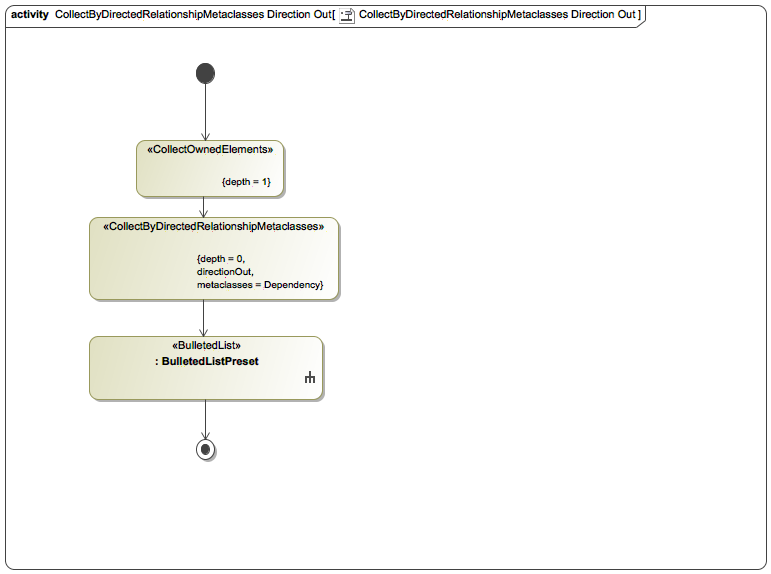 activity CollectByDirectedRelationshipMetaclasses Direction Out[ CollectByDirectedRelationshipMetaclasses Direction Out ]
«CollectOwnedElements»
{depth = 1}
«CollectByDirectedRelationshipMetaclasses»
{depth = 0,
directionOut,
metaclasses = Dependency}
«BulletedList»
: BulletedListPreset